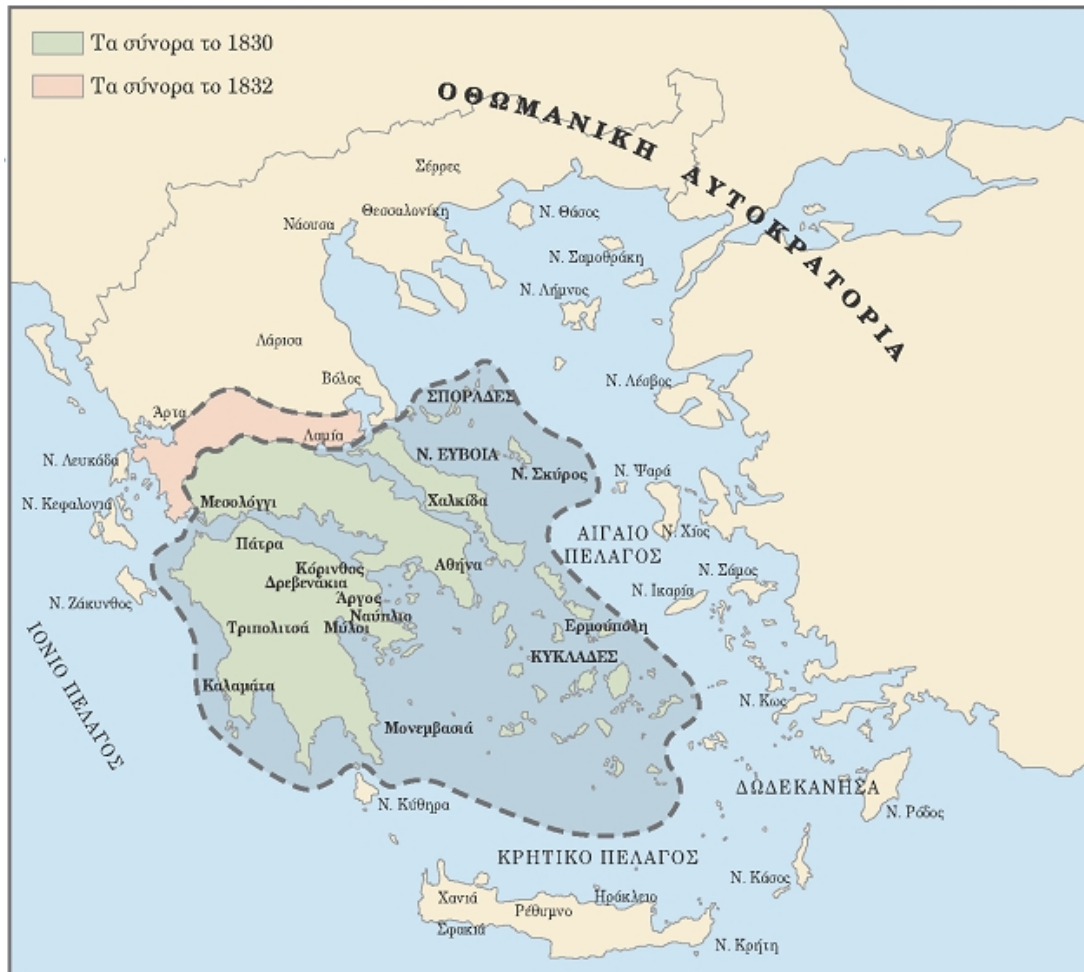 Τα σύνορα το 1830
Τα σύνορα το 1832
ΟΘΩΜΑΝΙΚΗ ΑΥΤΟΚΡΑΤΟΡΙΑ
Σέρρες
Θεσσαλονίκη
Νάουσα
Ν. Θάσος
Ν. Σαμοθράκη
Ν. Λήμνος
Λάρισα
Βόλος
Ν. Λέσβος
ΣΠΟΡΑΔΕΣ
Άρτα
Λαμία
Ν. Λευκάδα
Ν. ΕΥΒΟΙΑ
Ν. Σκύρος
Ν. Ψαρά
Ν. Κεφαλονιά
Μεσολόγγι
Χαλκίδα
ΑΙΓΑΙΟ
ΠΕΛΑΓΟΣ
Ν. Χίος
Πάτρα
Κόρινθος
Δρεβενάκια
Αθήνα
Ν. Σάμος
Ν. Ικαρία
Ν. Ζάκυνθος
Άργος
Ναύπλιο
Τριπολιτσά
Μύλοι
Ερμούπολη
ΙΟΝΙΟ ΠΕΛΑΓΟΣ
ΚΥΚΛΑΔΕΣ
Καλαμάτα
Ν. Κως
Μονεμβασιά
ΔΩΔΕΚΑΝΗΣΑ
Ν. Κύθηρα
Ν. Ρόδος
ΚΡΗΤΙΚΟ ΠΕΛΑΓΟΣ
Ν. Κάσος
Χανιά
Ηράκλειο
Ρέθυμνο
Σφακιά
Ν. Κρήτη